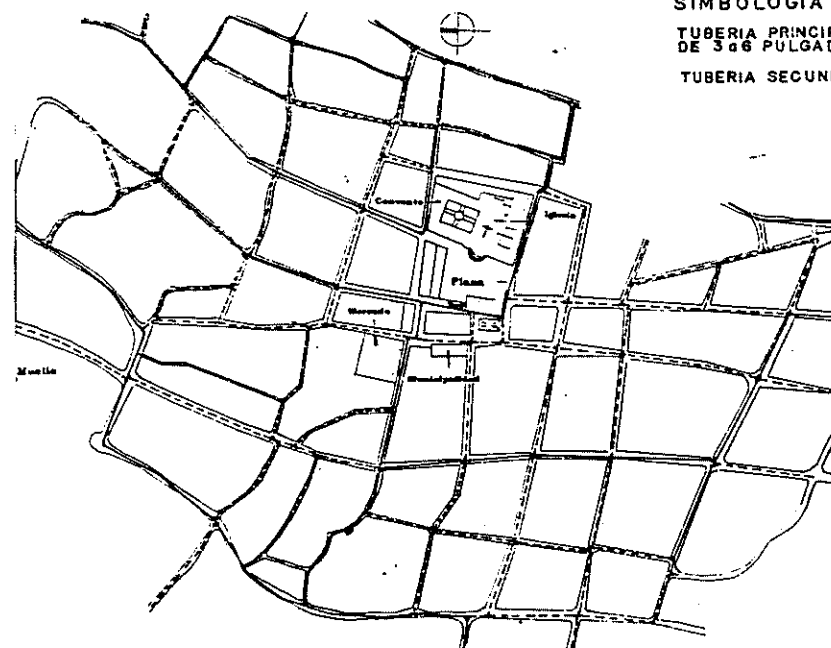 SIMBOLOGIA
TUBERIA PRINCIP
DE 3 a 6 PULGAD
TUBERIA SECUN
Convento
Iglesia
Plaza
Mercado
Municipalidad
Muelle